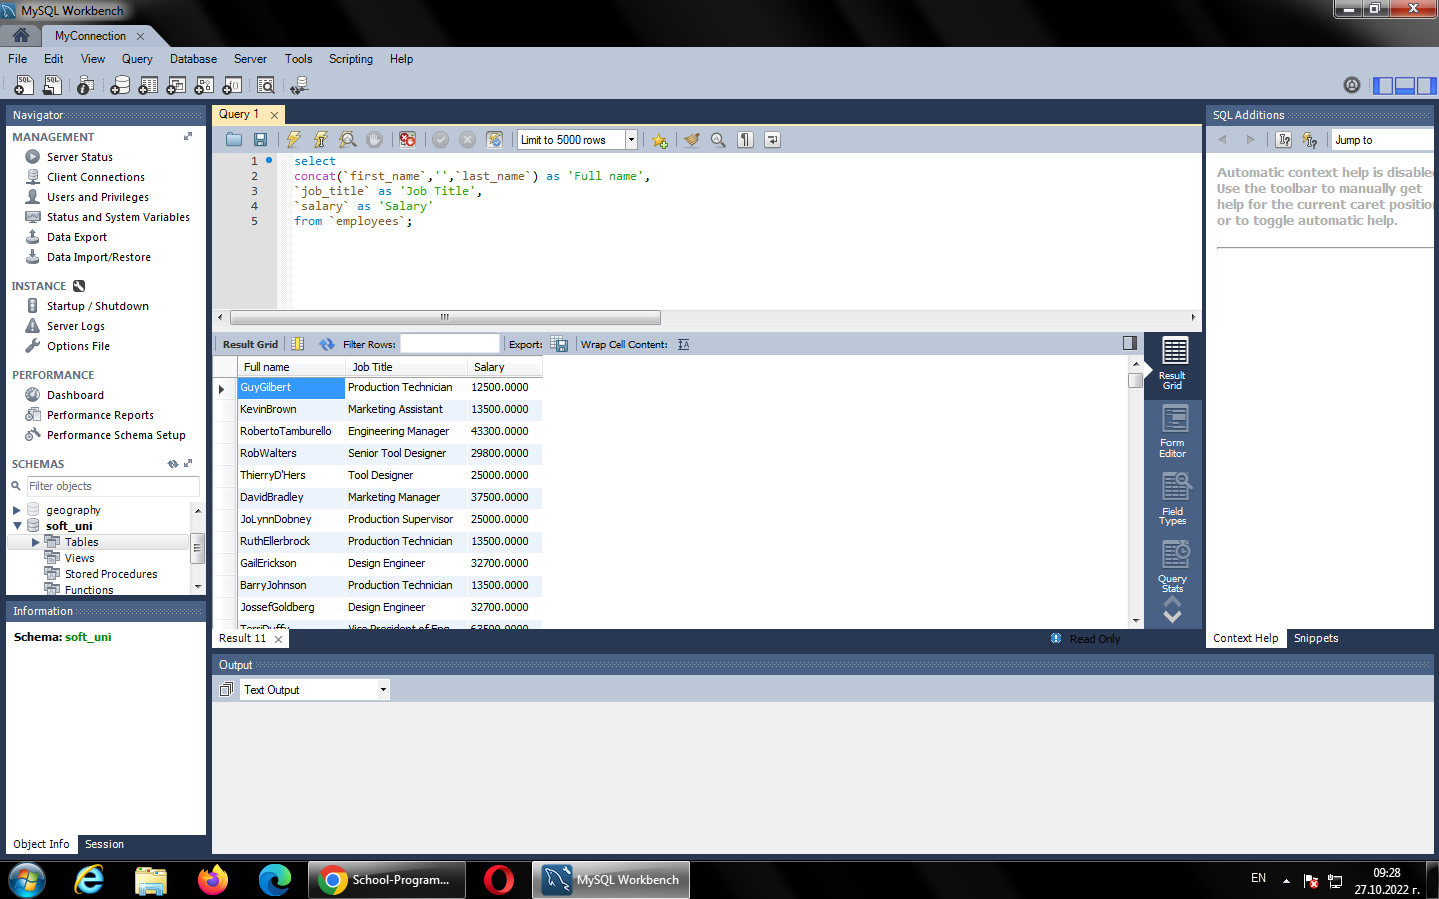 MySQL Workbench
MyConnection
File Edit View Query Database Server Tools Scripting Help
Navigator
MANAGEMENT
Server Status
Client Connections
Users and Privileges
Status and System Variables
Data Export
Data Import/Restore
INSTANCE
Startup / Shutdown
Server Logs
Options File
PERFORMANCE
Dashboard
Performance Reports
Performance Schema Setup
SCHEMAS
Filter objects
geography
soft_uni
Tables
Views
Stored Procedures
Functions
Information
Schema: soft_uni
Object Info Session
Query 1
Limit to 5000 rows
1 select
2 concat(`first_name`,'',`last_name`) as 'Full name',
3 `job_title` as 'Job Title',
4 `salary` as 'Salary'
5 from `employees`;
Result Grid Filter Rows: Export: Wrap Cell Content:
Full name Job Title Salary
GuyGilbert Production Technician 12500.0000
KevinBrown Marketing Assistant 13500.0000
RobertoTamburello Engineering Manager 43300.0000
RobWalters Senior Tool Designer 29800.0000
ThierryD'Hers Tool Designer 25000.0000
DavidBradley Marketing Manager 37500.0000
JoLynnDobney Production Supervisor 25000.0000
RuthEllerbrock Production Technician 13500.0000
GailErickson Design Engineer 32700.0000
BarryJohnson Production Technician 13500.0000
JossefGoldberg Design Engineer 32700.0000
TerriDuffy Vice President of Eng... 63500.0000
Result
Grid
Form
Editor
Field
Types
Query
Stats
Result 11
Read Only
SQL Additions
Jump to
Automatic context help is disabled
Use the toolbar to manually get
help for the current caret position
or to toggle automatic help.
Context Help Snippets
Output
Text Output
School-Program...
MySQL Workbench
EN
09:28
27.10.2022 г.